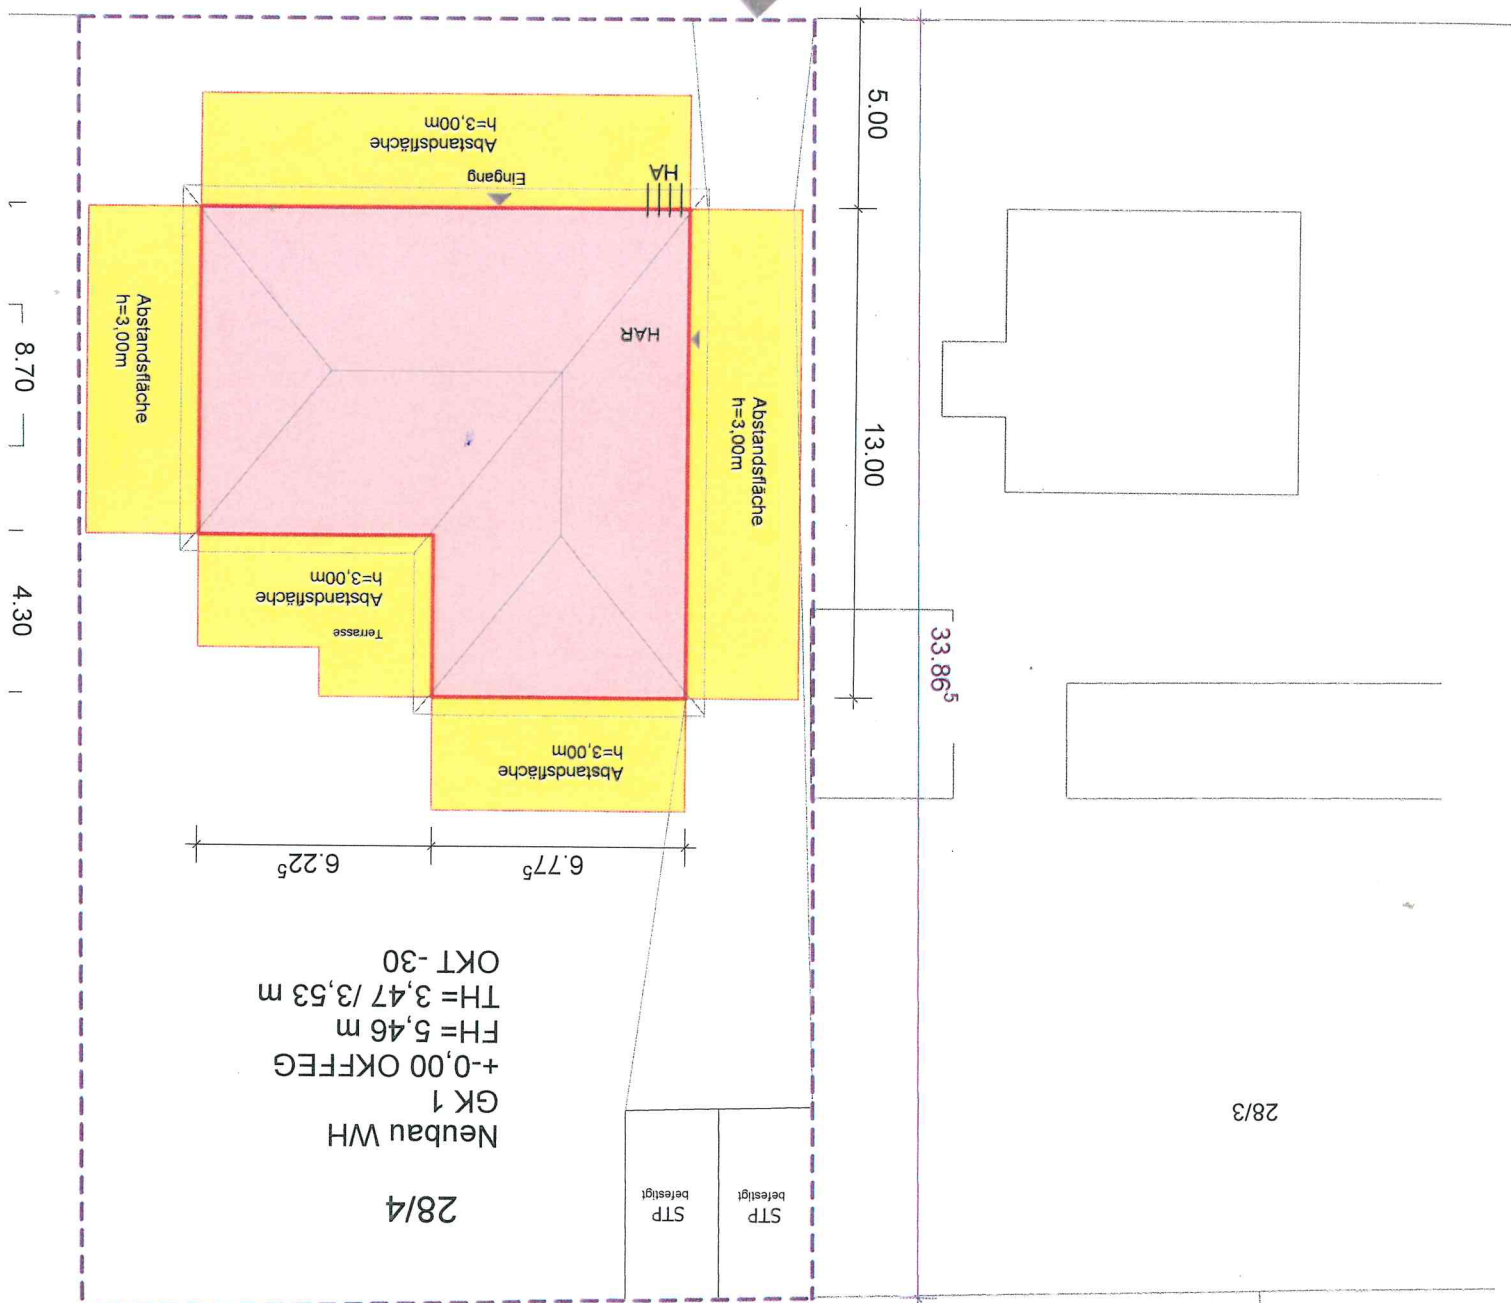 5.00
Abstandsfläche
h=3,00m
Eingang
HA
HAR
Abstandsfläche
h=3,00m
Abstandsfläche
h=3,00m
8.70
13.00
4.30
Abstandsfläche
h=3,00m
Terrasse
33.86⁵
Abstandsfläche
h=3,00m
6.22⁵
6.77⁵
28/4
Neubau WH
GK 1
+-0,00 OKFFEG
FH= 5,46 m
TH= 3,47 /3,53 m
OKT -30
STP
befestigt
STP
befestigt
28/3